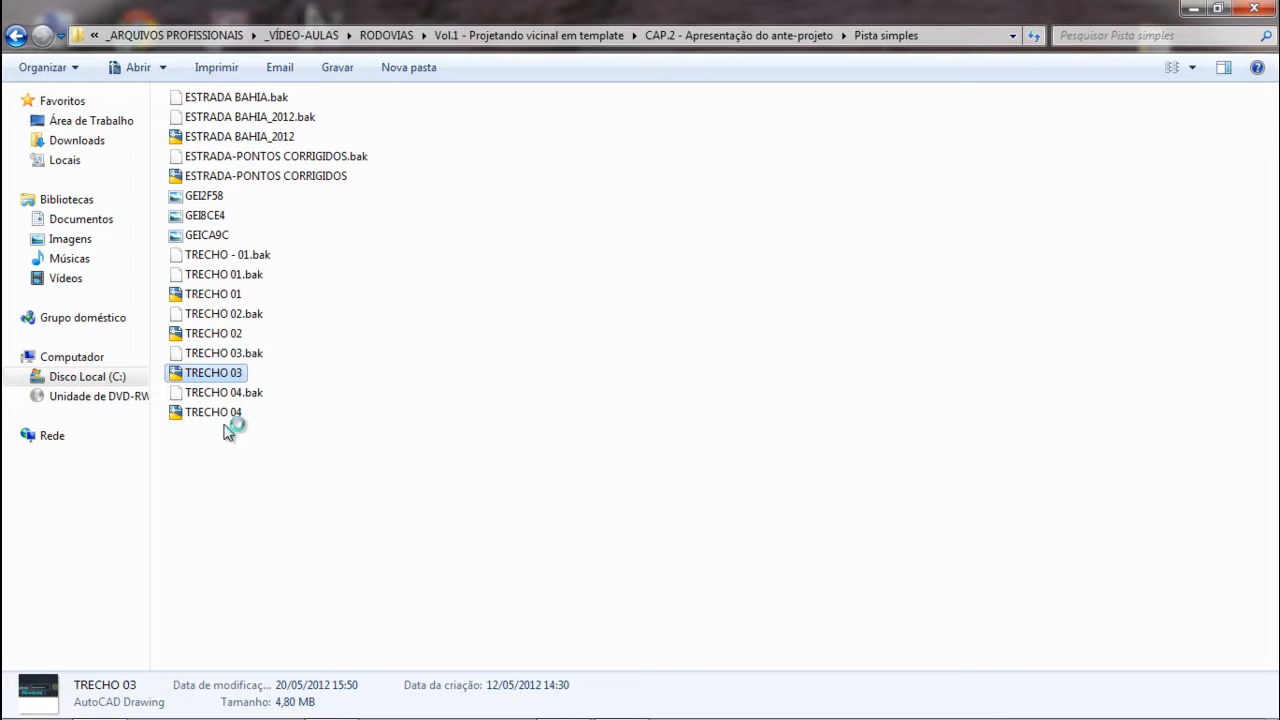 « _ARQUIVOS PROFISSIONAIS ▸ _VÍDEO-AULAS ▸ RODOVIAS ▸ Vol.1 - Projetando vicinal em template ▸ CAP.2 - Apresentação do ante-projeto ▸ Pista simples
Pesquisar Pista simples
Organizar Abrir Imprimir Email Gravar Nova pasta
Favoritos
Área de Trabalho
Downloads
Locais
Bibliotecas
Documentos
Imagens
Músicas
Vídeos
Grupo doméstico
Computador
Disco Local (C:)
Unidade de DVD-RW
Rede
ESTRADA BAHIA.bak
ESTRADA BAHIA_2012.bak
ESTRADA BAHIA_2012
ESTRADA-PONTOS CORRIGIDOS.bak
ESTRADA-PONTOS CORRIGIDOS
GEI2F58
GEI8CE4
GEICA9C
TRECHO - 01.bak
TRECHO 01.bak
TRECHO 01
TRECHO 02.bak
TRECHO 02
TRECHO 03.bak
TRECHO 03
TRECHO 04.bak
TRECHO 04
TRECHO 03 Data de modificaç... 20/05/2012 15:50 Data da criação: 12/05/2012 14:30
AutoCAD Drawing Tamanho: 4,80 MB